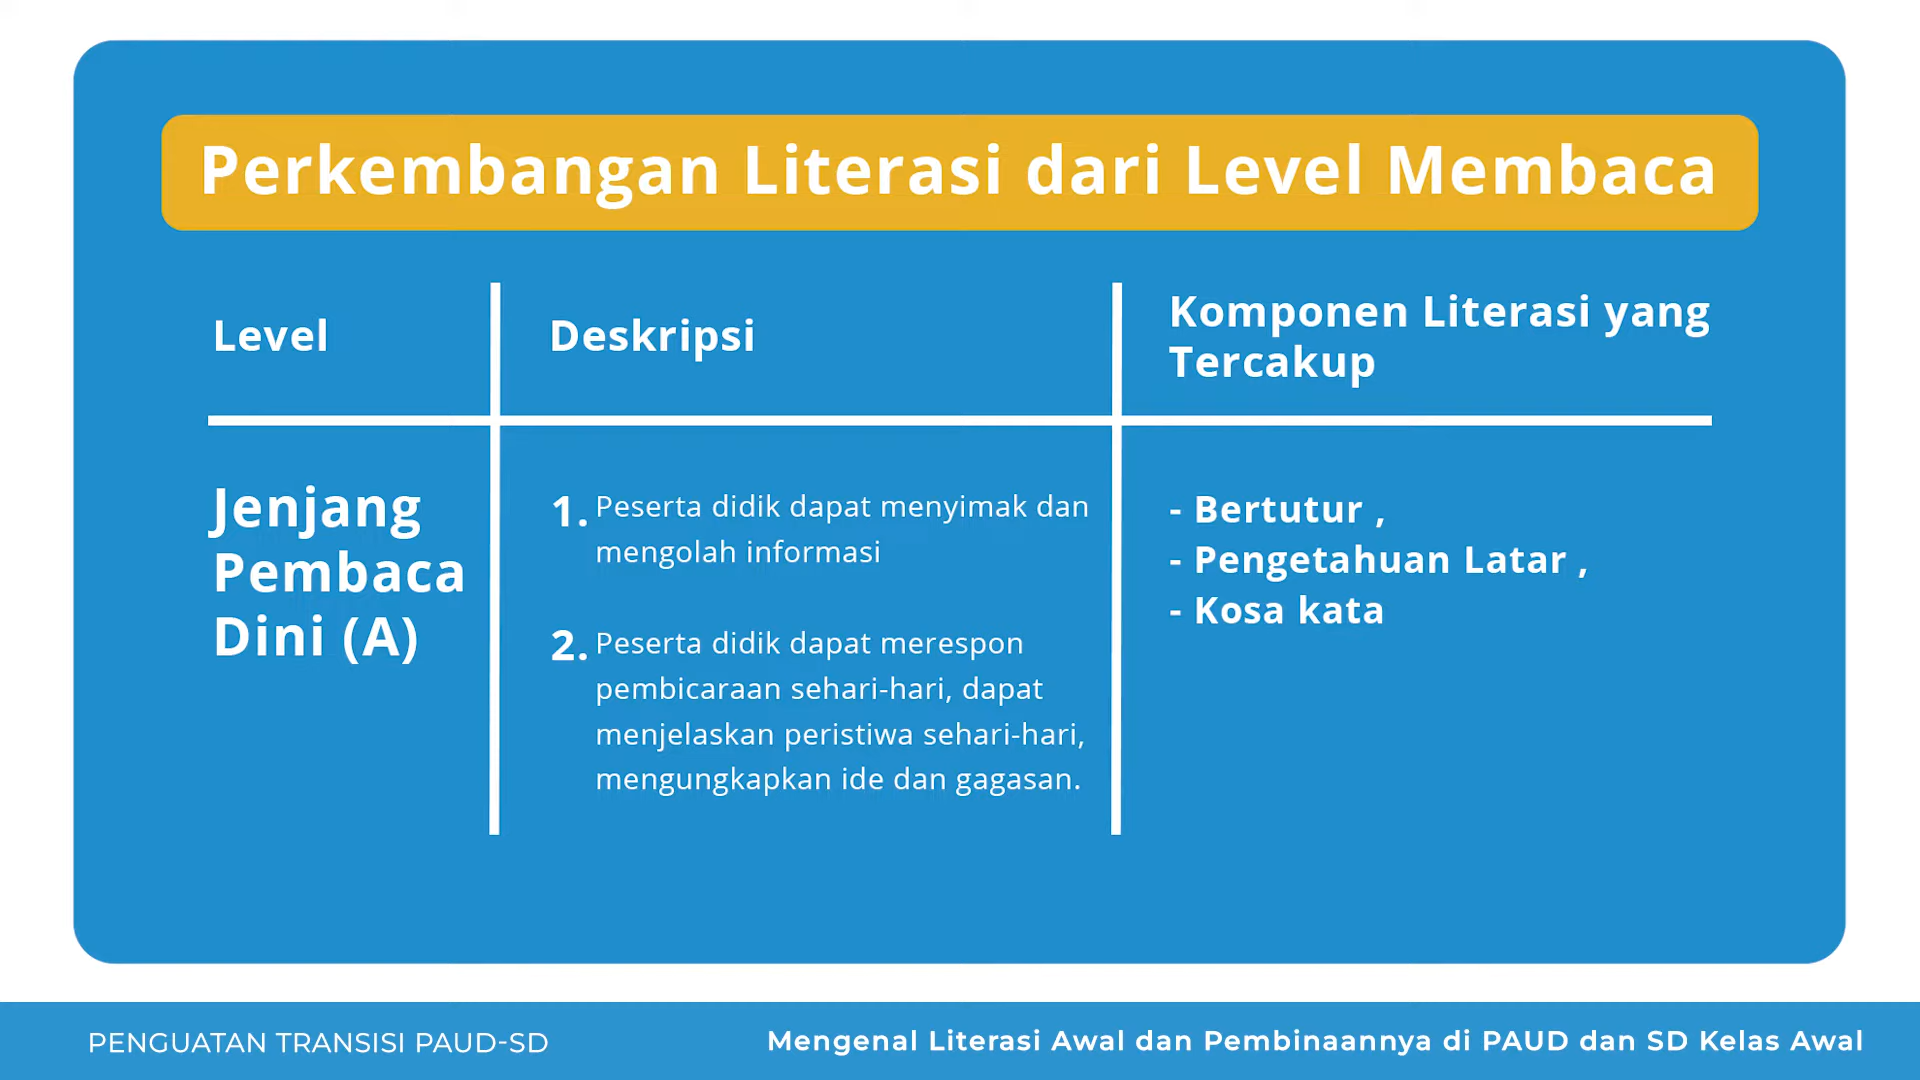 Perkembangan Literasi dari Level Membaca
Level
Deskripsi
Komponen Literasi yang
Tercakup
Jenjang
Pembaca
Dini (A)
1. Peserta didik dapat menyimak dan
mengolah informasi
2. Peserta didik dapat merespon
pembicaraan sehari-hari, dapat
menjelaskan peristiwa sehari-hari,
mengungkapkan ide dan gagasan.
- Bertutur ,
- Pengetahuan Latar ,
- Kosa kata
PENGUATAN TRANSISI PAUD-SD
Mengenal Literasi Awal dan Pembinaannya di PAUD dan SD Kelas Awal